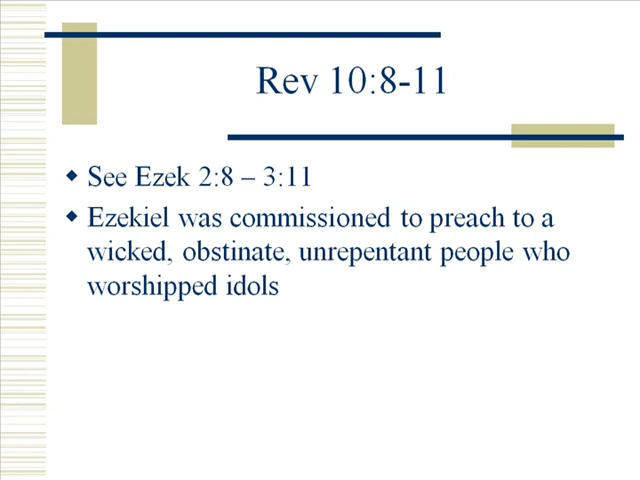 Rev 10:8-11
See Ezek 2:8 – 3:11
Ezekiel was commissioned to preach to a
wicked, obstinate, unrepentant people who
worshipped idols